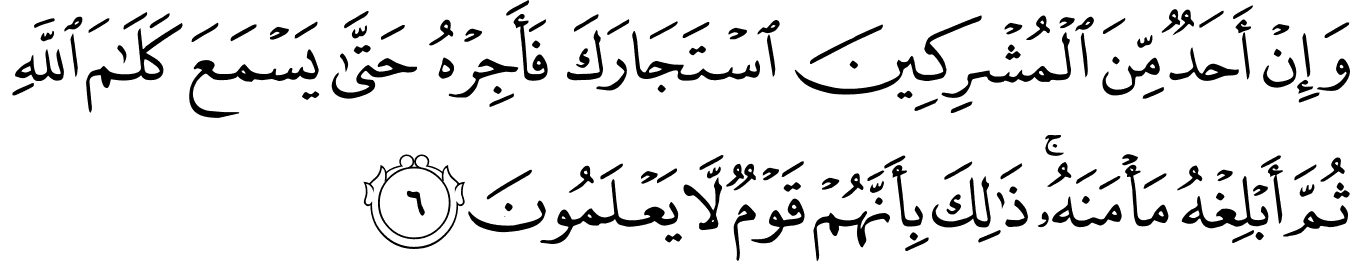 وَإِنْ أَحَدٌ مِّنَ ٱلْمُشْرِكِينَ ٱسْتَجَارَكَ فَأَجِرْهُ حَتَّىٰ يَسْمَعَ كَلَٰمَ ٱللَّهِ
ثُمَّ أَبْلِغْهُ مَأْمَنَهُۥ ۚ ذَٰلِكَ بِأَنَّهُمْ قَوْمٌ لَّا يَعْلَمُونَ ٦